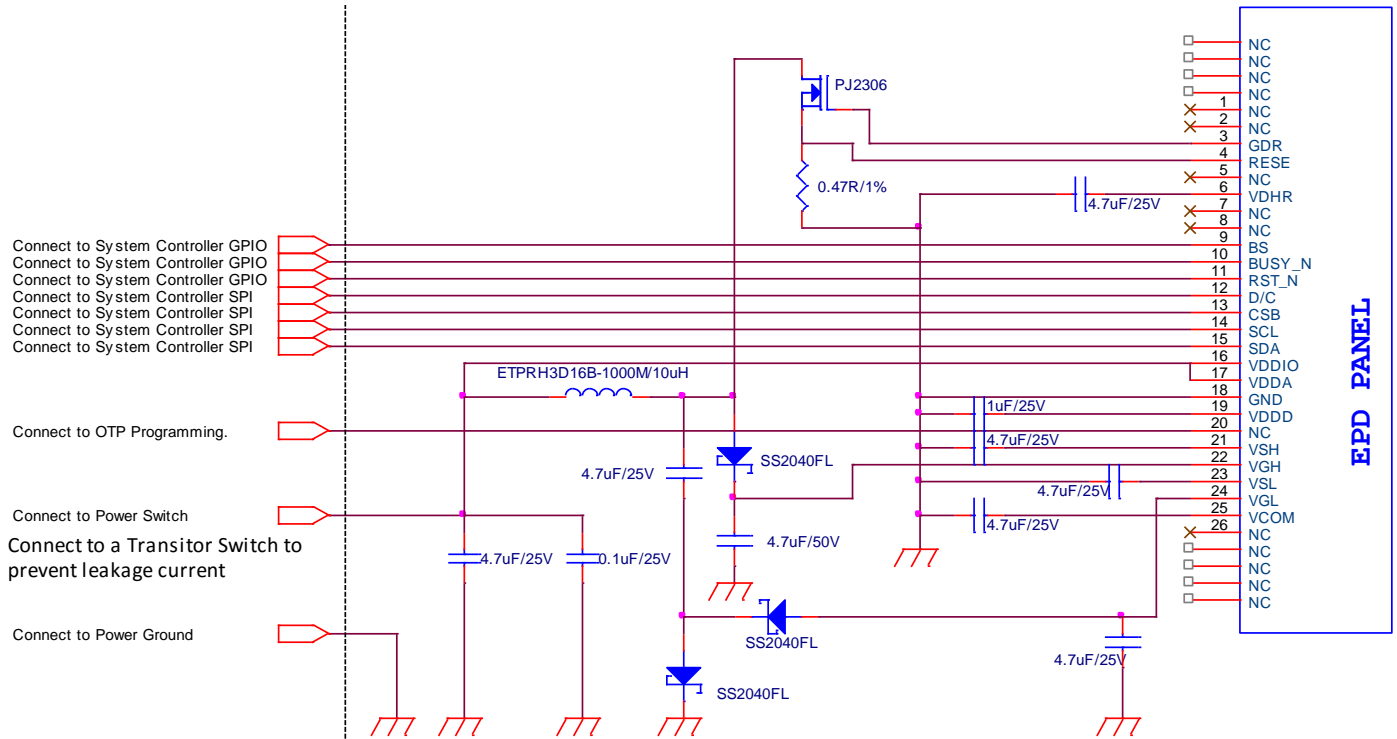 NC
NC
NC
NC
1 NC
2 NC
3 GDR
4 RESE
5 NC
6 VDHR
7 NC
8 NC
9 BS
10 BUSY_N
11 RST_N
12 D/C
13 CSB
14 SCL
15 SDA
16 VDDIO
17 VDDA
18 GND
19 VDDD
20 NC
21 VSH
22 VGH
23 VSL
24 VGL
25 VCOM
26 NC
NC
NC
NC
NC
EPD PANEL
PJ2306
0.47R/1%
4.7uF/25V
Connect to System Controller GPIO
Connect to System Controller GPIO
Connect to System Controller GPIO
Connect to System Controller SPI
Connect to System Controller SPI
Connect to System Controller SPI
Connect to System Controller SPI
ETPRH3D16B-1000M/10uH
1uF/25V
Connect to OTP Programming.
4.7uF/25V
SS2040FL
4.7uF/25V
4.7uF/25V
Connect to Power Switch
4.7uF/25V
Connect to a Transitor Switch to
prevent leakage current
4.7uF/50V
4.7uF/25V
0.1uF/25V
Connect to Power Ground
SS2040FL
4.7uF/25V
SS2040FL